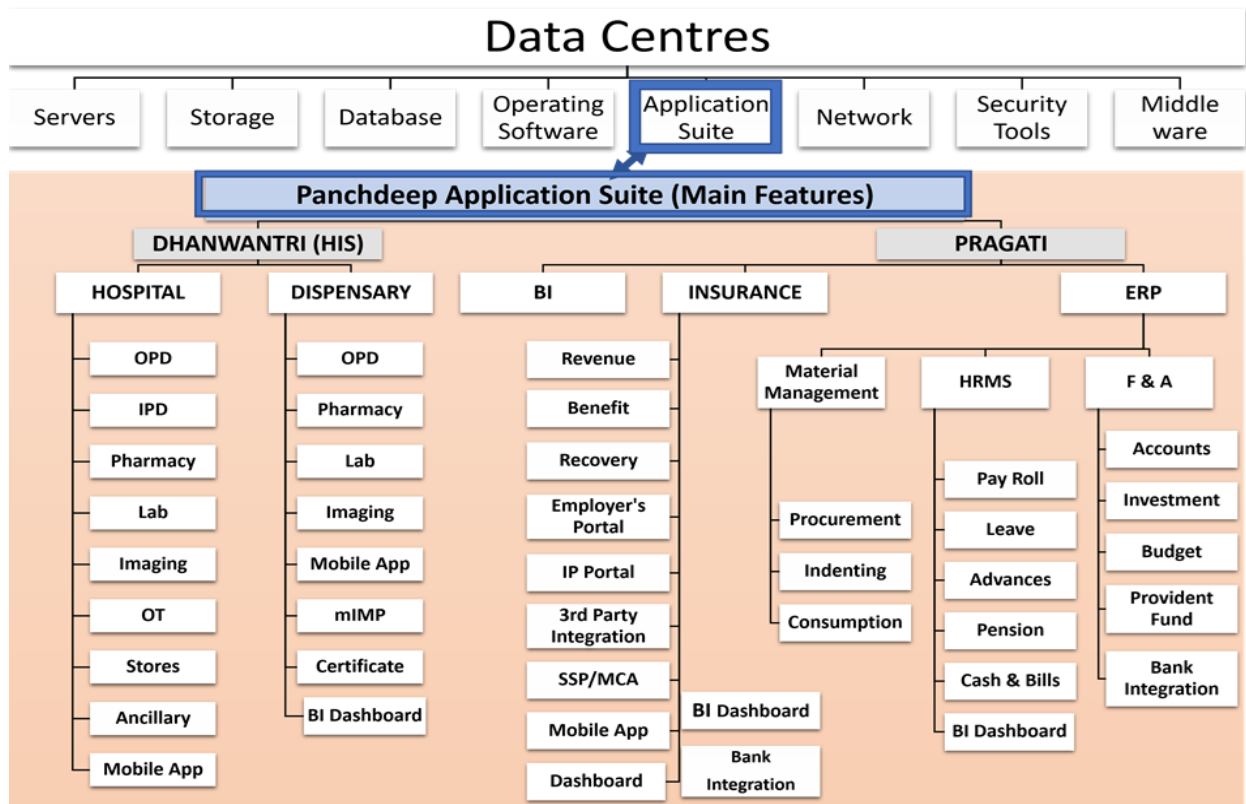 Data Centres
Servers
Storage
Database
Operating
Software
Application
Suite
Network
Security
Tools
Middle
ware
Panchdeep Application Suite (Main Features)
DHANWANTRI (HIS)
PRAGATI
HOSPITAL
DISPENSARY
BI
INSURANCE
ERP
OPD
IPD
Pharmacy
Lab
Imaging
OT
Stores
Ancillary
Mobile App
OPD
Pharmacy
Lab
Imaging
Mobile App
mIMP
Certificate
BI Dashboard
Revenue
Benefit
Recovery
Employer's
Portal
IP Portal
3rd Party
Integration
SSP/MCA
Mobile App
Dashboard
BI Dashboard
Bank
Integration
Material
Management
Procurement
Indenting
Consumption
HRMS
Pay Roll
Leave
Advances
Pension
Cash & Bills
BI Dashboard
F & A
Accounts
Investment
Budget
Provident
Fund
Bank
Integration